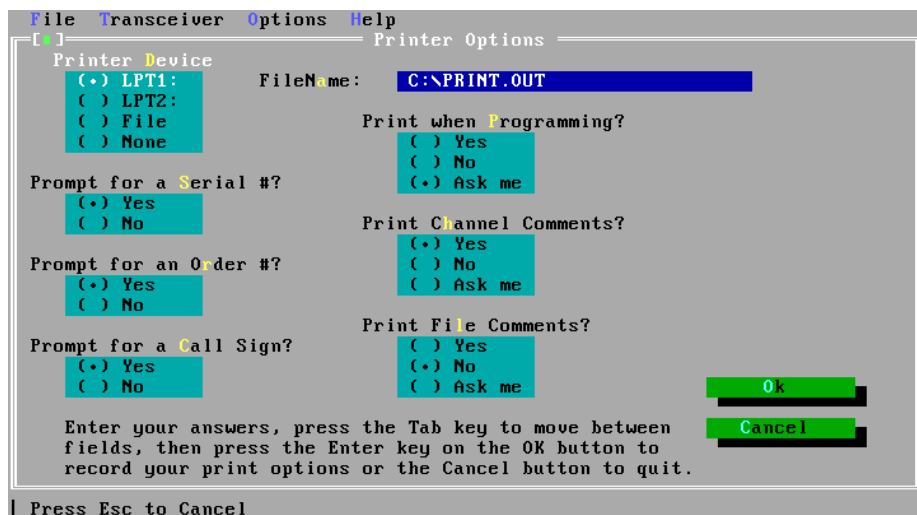 File Transceiver Options Help
[■] Printer Options
Printer Device
(•) LPT1:
( ) LPT2:
( ) File
( ) None
FileName: C:\PRINT.OUT
Print when Programming?
( ) Yes
( ) No
(•) Ask me
Prompt for a Serial #?
(•) Yes
( ) No
Print Channel Comments?
(•) Yes
( ) No
( ) Ask me
Prompt for an Order #?
(•) Yes
( ) No
Print File Comments?
( ) Yes
(•) No
( ) Ask me
Prompt for a Call Sign?
(•) Yes
( ) No
Ok
Cancel
Enter your answers, press the Tab key to move between
fields, then press the Enter key on the OK button to
record your print options or the Cancel button to quit.
Press Esc to Cancel